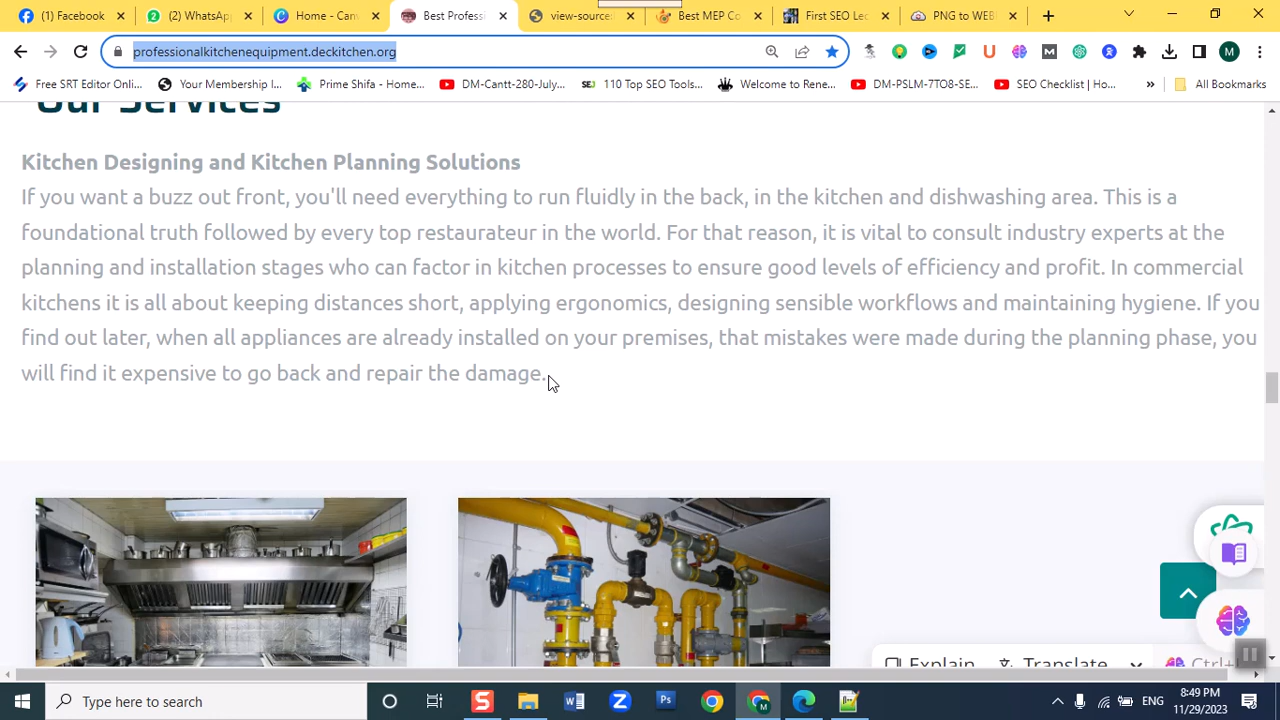 (1) Facebook
(2) WhatsApp
Home - Canv
Best Profess
view-source:
Best MEP Co
First SEO Lec
PNG to WEB
professionalkitchenequipment.deckitchen.org
Free SRT Editor Onli...
Your Membership I...
Prime Shifa - Home...
DM-Cantt-280-July...
110 Top SEO Tools...
Welcome to Rene...
DM-PSLM-7TO8-SE...
SEO Checklist | Ho...
All Bookmarks
Our Services
Kitchen Designing and Kitchen Planning Solutions
If you want a buzz out front, you'll need everything to run fluidly in the back, in the kitchen and dishwashing area. This is a
foundational truth followed by every top restaurateur in the world. For that reason, it is vital to consult industry experts at the
planning and installation stages who can factor in kitchen processes to ensure good levels of efficiency and profit. In commercial
kitchens it is all about keeping distances short, applying ergonomics, designing sensible workflows and maintaining hygiene. If you
find out later, when all appliances are already installed on your premises, that mistakes were made during the planning phase, you
will find it expensive to go back and repair the damage.
Explain
Translate
Ctrl+
Type here to search
ENG
8:49 PM
11/29/2023